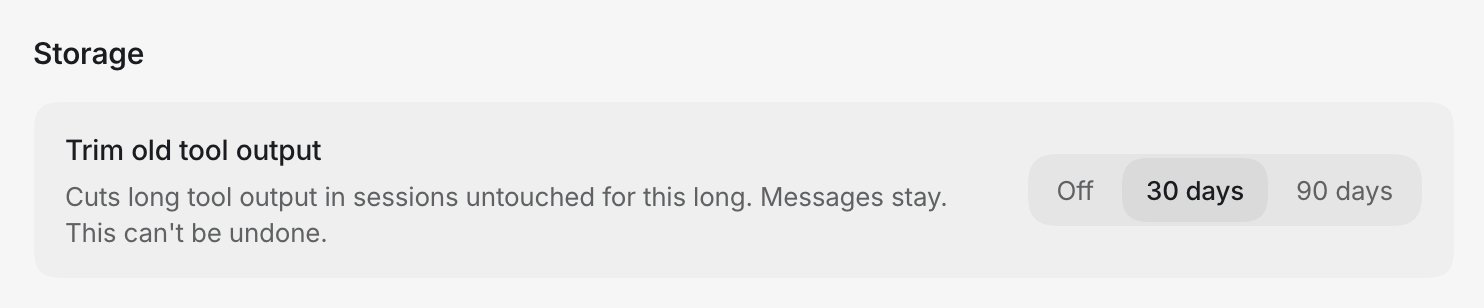 Storage
Trim old tool output
Cuts long tool output in sessions untouched for this long. Messages stay.
This can't be undone.
Off 30 days 90 days